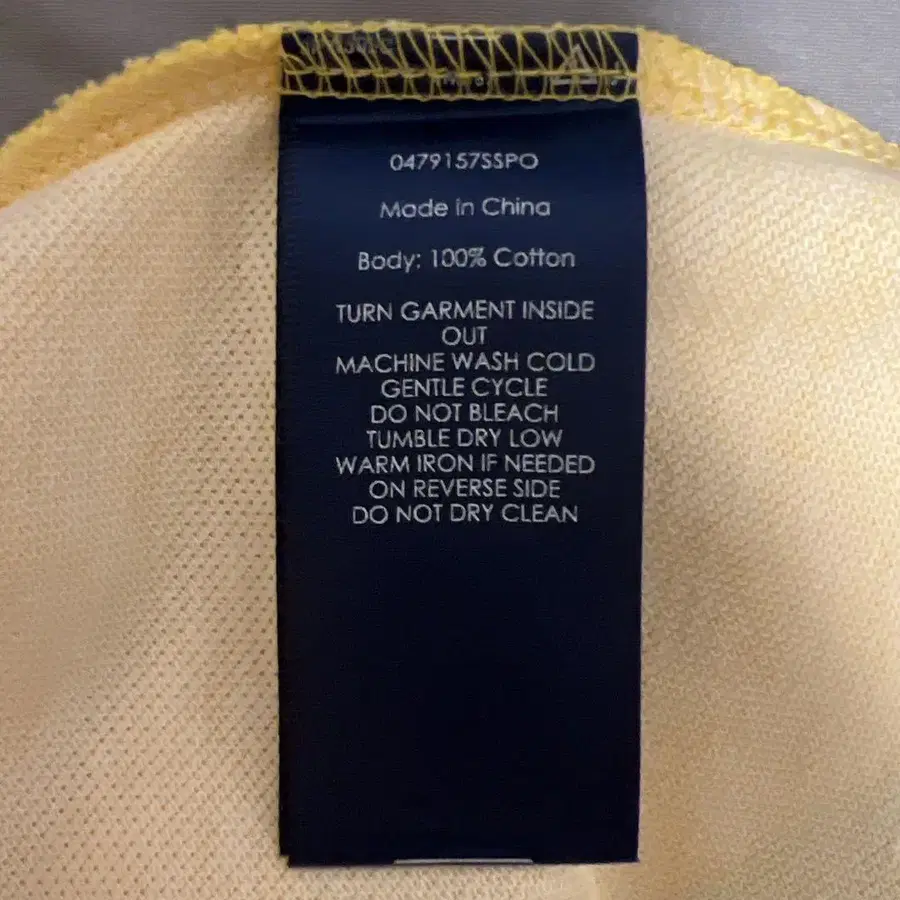 0479157SSPO
Made in China
Body: 100% Cotton
TURN GARMENT INSIDE
OUT
MACHINE WASH COLD
GENTLE CYCLE
DO NOT BLEACH
TUMBLE DRY LOW
WARM IRON IF NEEDED
ON REVERSE SIDE
DO NOT DRY CLEAN